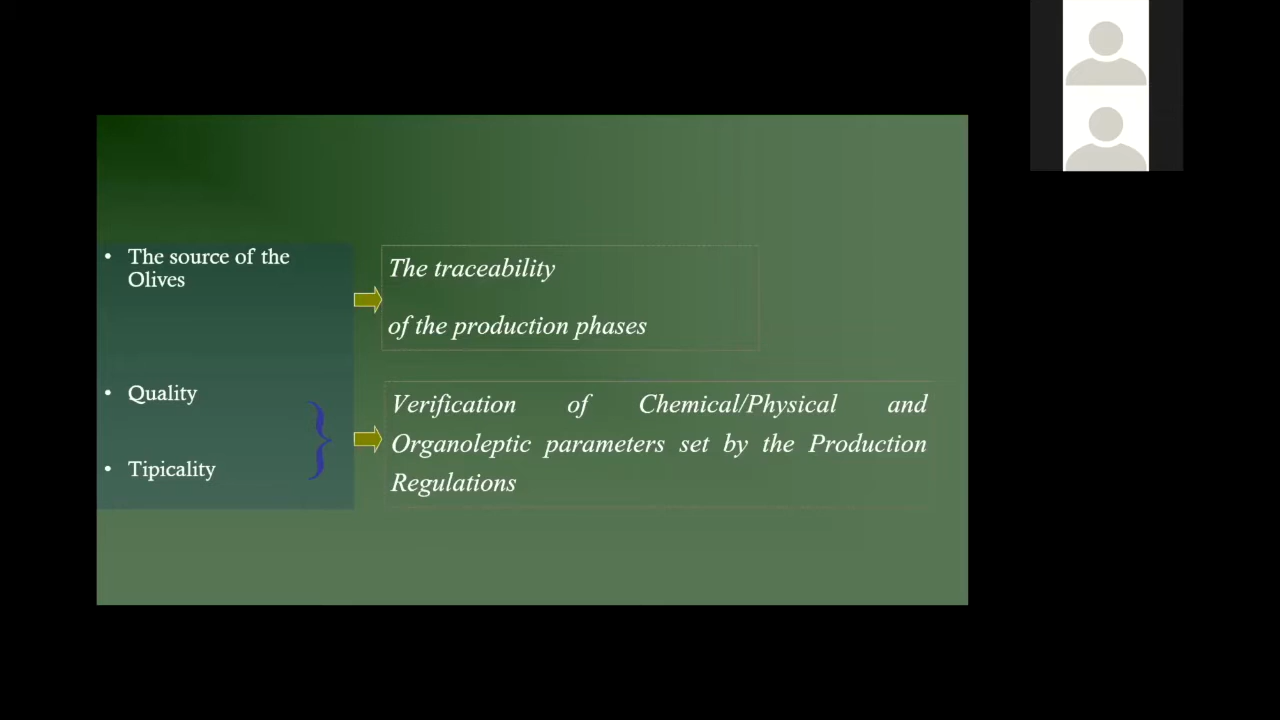 • The source of the
Olives
The traceability
of the production phases
• Quality
• Tipicality
Verification of Chemical/Physical and
Organoleptic parameters set by the Production
Regulations